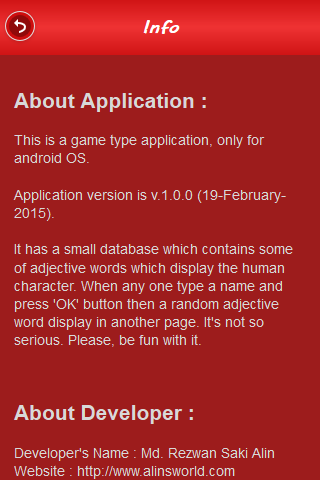 Info
About Application :
This is a game type application, only for
android OS.
Application version is v.1.0.0 (19-February-
2015).
It has a small database which contains some
of adjective words which display the human
character. When any one type a name and
press 'OK' button then a random adjective
word display in another page. It's not so
serious. Please, be fun with it.
About Developer :
Developer's Name : Md. Rezwan Saki Alin
Website : http://www.alinsworld.com